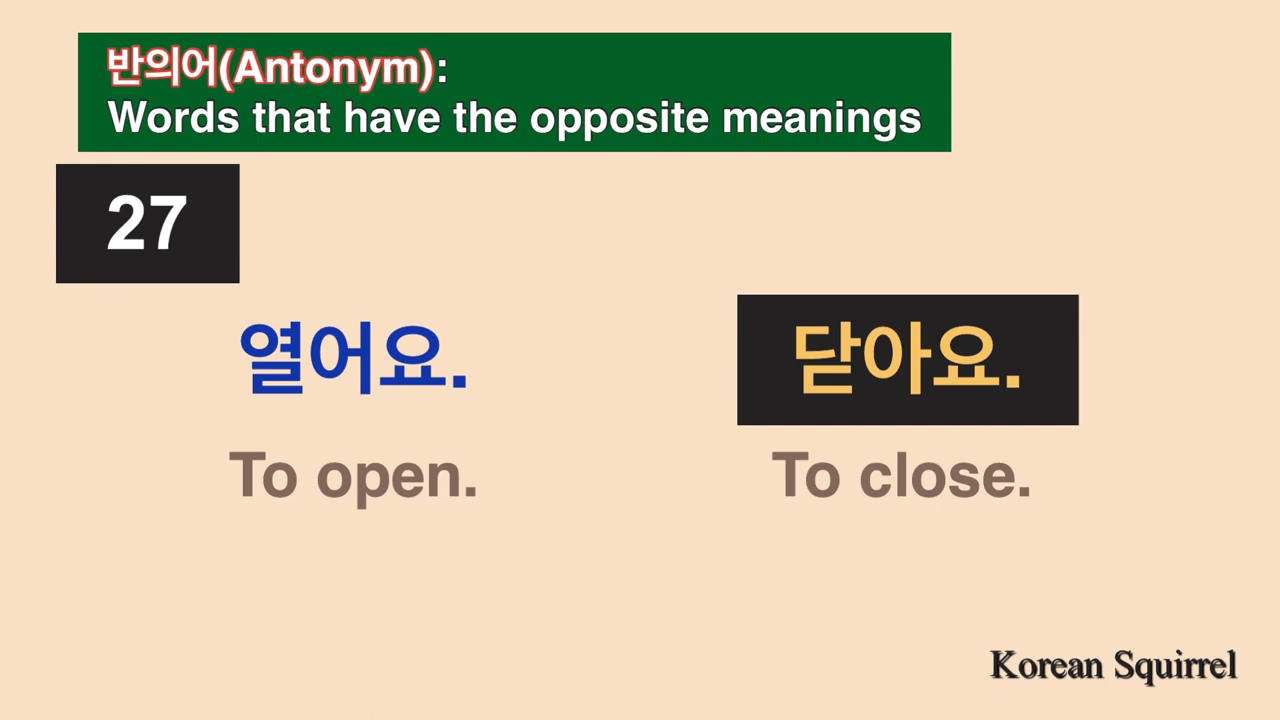 반의어(Antonym):
Words that have the opposite meanings
27
열어요.
닫아요.
To open.
To close.
Korean Squirrel